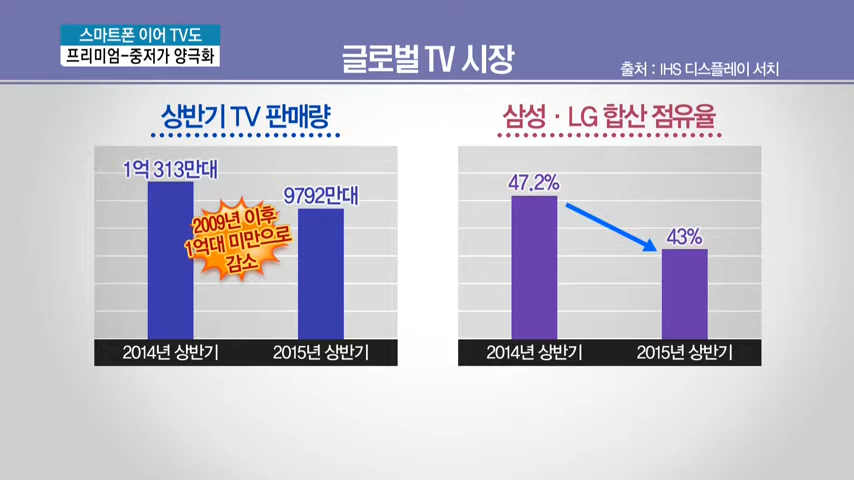 스마트폰 이어 TV도
프리미엄-중저가 양극화
글로벌 TV 시장
출처 : IHS 디스플레이 서치
상반기 TV 판매량
1억 313만대
9792만대
2009년 이후
1억대 미만으로
감소
2014년 상반기
2015년 상반기
삼성 · LG 합산 점유율
47.2%
43%
2014년 상반기
2015년 상반기